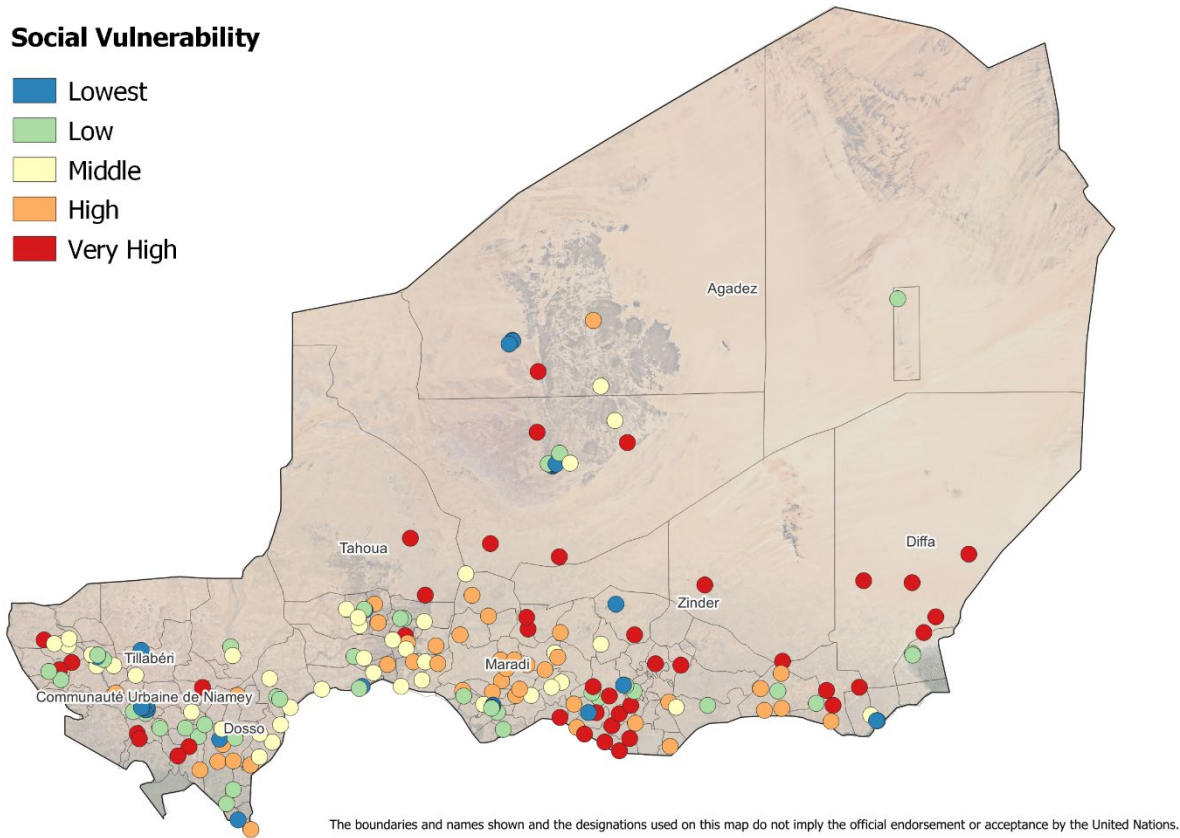 Social Vulnerability
Lowest
Low
Middle
High
Very High
Agadez
Tahoua
Diffa
Zinder
Tillabéri
Maradi
Communauté Urbaine de Niamey
Dosso
The boundaries and names shown and the designations used on this map do not imply the official endorsement or acceptance by the United Nations.